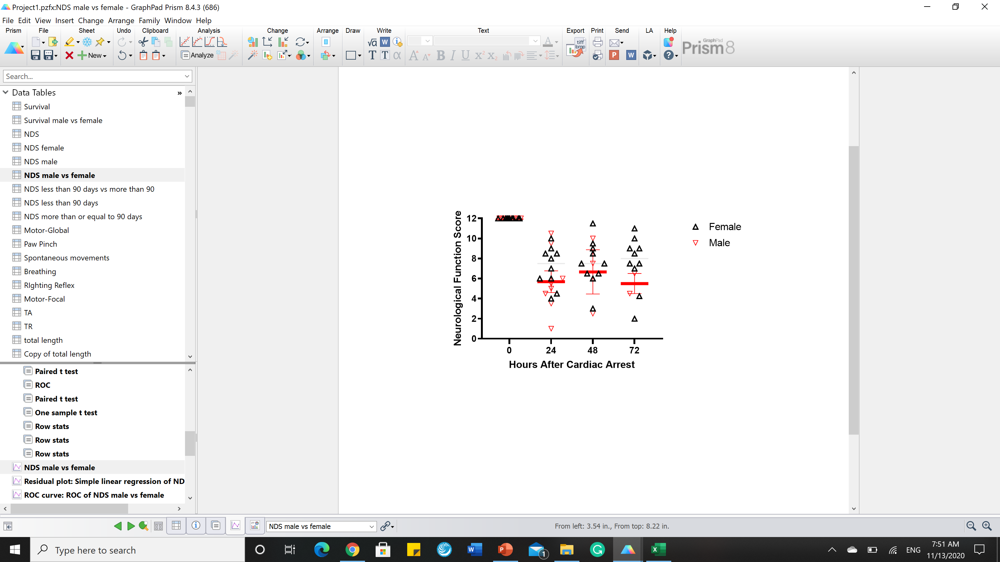 Project1.pzfx:NDS male vs female - GraphPad Prism 8.4.3 (686)
File Edit View Insert Change Arrange Family Window Help
Prism File Sheet Undo Clipboard Analysis Change Arrange Draw Write Text Export Print Send LA Help
√a W i A tiff bmp GraphPad Prism 8
New Analyze T T α A A B I U X² X₂ P W ?
Search...
Data Tables »
Survival
Survival male vs female
NDS
NDS female
NDS male
NDS male vs female
NDS less than 90 days vs more than 90
NDS less than 90 days
NDS more than or equal to 90 days
Motor-Global
Paw Pinch
Spontaneous movements
Breathing
RIghting Reflex
Motor-Focal
TA
TR
total length
Copy of total length
Paired t test
ROC
Paired t test
One sample t test
Row stats
Row stats
Row stats
NDS male vs female
Residual plot: Simple linear regression of ND
ROC curve: ROC of NDS male vs female
Neurological Function Score
12
10
8
6
4
2
0
0 24 48 72
Hours After Cardiac Arrest
Female
Male
NDS male vs female
From left: 3.54 in., From top: 8.22 in.
Type here to search
W P 1 G X
ENG
7:51 AM
11/13/2020